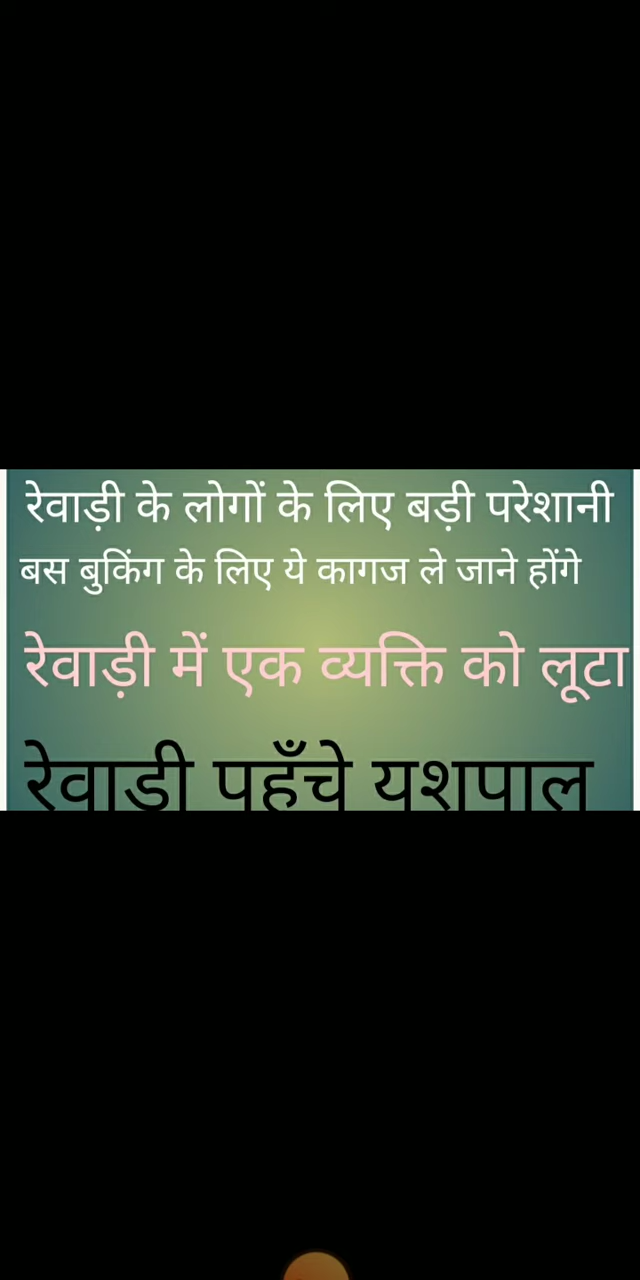 रेवाड़ी के लोगों के लिए बड़ी परेशानी
बस बुकिंग के लिए ये कागज ले जाने होंगे
रेवाड़ी में एक व्यक्ति को लूटा
रेवाडी पहुँचे यशपाल